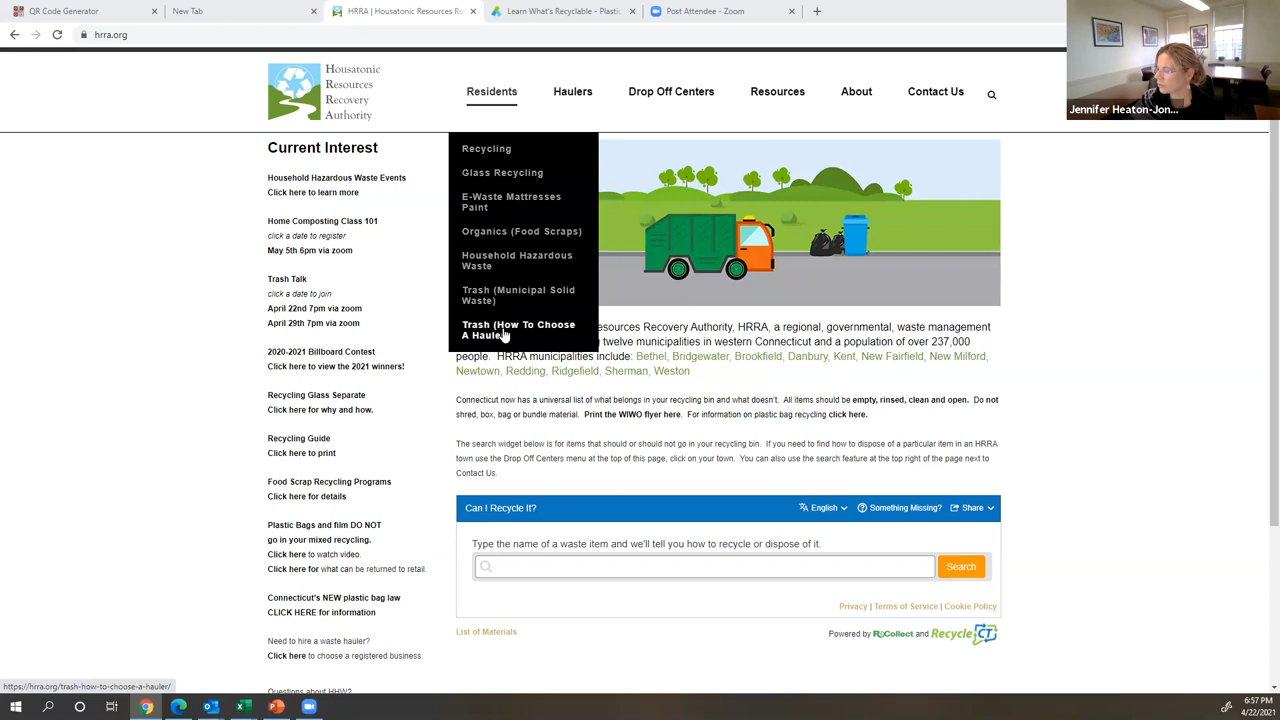 QR Code Generator
New Tab
HRRA | Housatonic Resources Re
Learn What's Recyclable - Plastic
Post Attendee - Zoom
hrra.org
Housatonic
Resources
Recovery
Authority
Residents
Haulers
Drop Off Centers
Resources
About
Contact Us
Jennifer Heaton-Jon...
Current Interest
Household Hazardous Waste Events
Click here to learn more
Home Composting Class 101
click a date to register
May 5th 6pm via zoom
Trash Talk
click a date to join
April 22nd 7pm via zoom
April 29th 7pm via zoom
2020-2021 Billboard Contest
Click here to view the 2021 winners!
Recycling Glass Separate
Click here for why and how.
Recycling Guide
Click here to print
Food Scrap Recycling Programs
Click here for details
Plastic Bags and film DO NOT
go in your mixed recycling.
Click here to watch video.
Click here for what can be returned to retail.
Connecticut's NEW plastic bag law
CLICK HERE for information
Need to hire a waste hauler?
Click here to choose a registered business.
Questions about HHW?
Recycling
Glass Recycling
E-Waste Mattresses
Paint
Organics (Food Scraps)
Household Hazardous
Waste
Trash (Municipal Solid
Waste)
Trash (How To Choose
A Hauler
esources Recovery Authority, HRRA, a regional, governmental, waste management
twelve municipalities in western Connecticut and a population of over 237,000
people. HRRA municipalities include: Bethel, Bridgewater, Brookfield, Danbury, Kent, New Fairfield, New Milford,
Newtown, Redding, Ridgefield, Sherman, Weston
Connecticut now has a universal list of what belongs in your recycling bin and what doesn't. All items should be empty, rinsed, clean and open. Do not
shred, box, bag or bundle material. Print the WIWO flyer here. For information on plastic bag recycling click here.
The search widget below is for items that should or should not go in your recycling bin. If you need to find how to dispose of a particular item in an HRRA
town use the Drop Off Centers menu at the top of this page, click on your town. You can also use the search feature at the top right of the page next to
Contact Us.
Can I Recycle It?
English
Something Missing?
Share
Type the name of a waste item and we'll tell you how to recycle or dispose of it.
Search
Privacy | Terms of Service | Cookie Policy
List of Materials
Powered by ReCollect and RecycleCT
https://hrra.org/trash-how-to-choose-a-hauler/
6:57 PM
4/22/2021